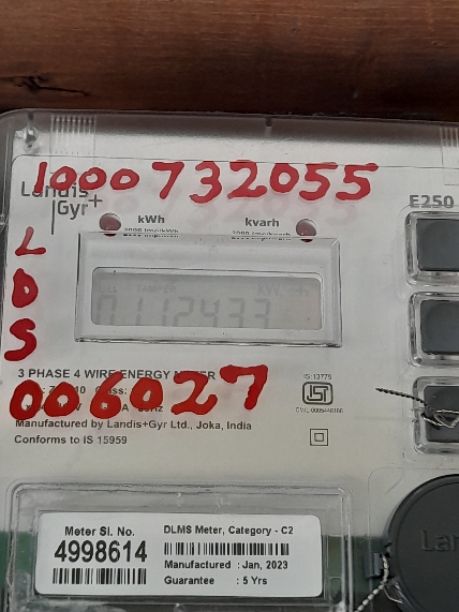 1000732055
Landis
Gyr+
E250
kWh
kvarh
L
D
S
TAMPER
3 PHASE 4 WIRE ENERGY METER
006027
IS:13779
Manufactured by Landis+Gyr Ltd., Joka, India
Conforms to IS 15959
Meter Sl. No.
4998614
DLMS Meter, Category - C2
Manufactured : Jan, 2023
Guarantee : 5 Yrs